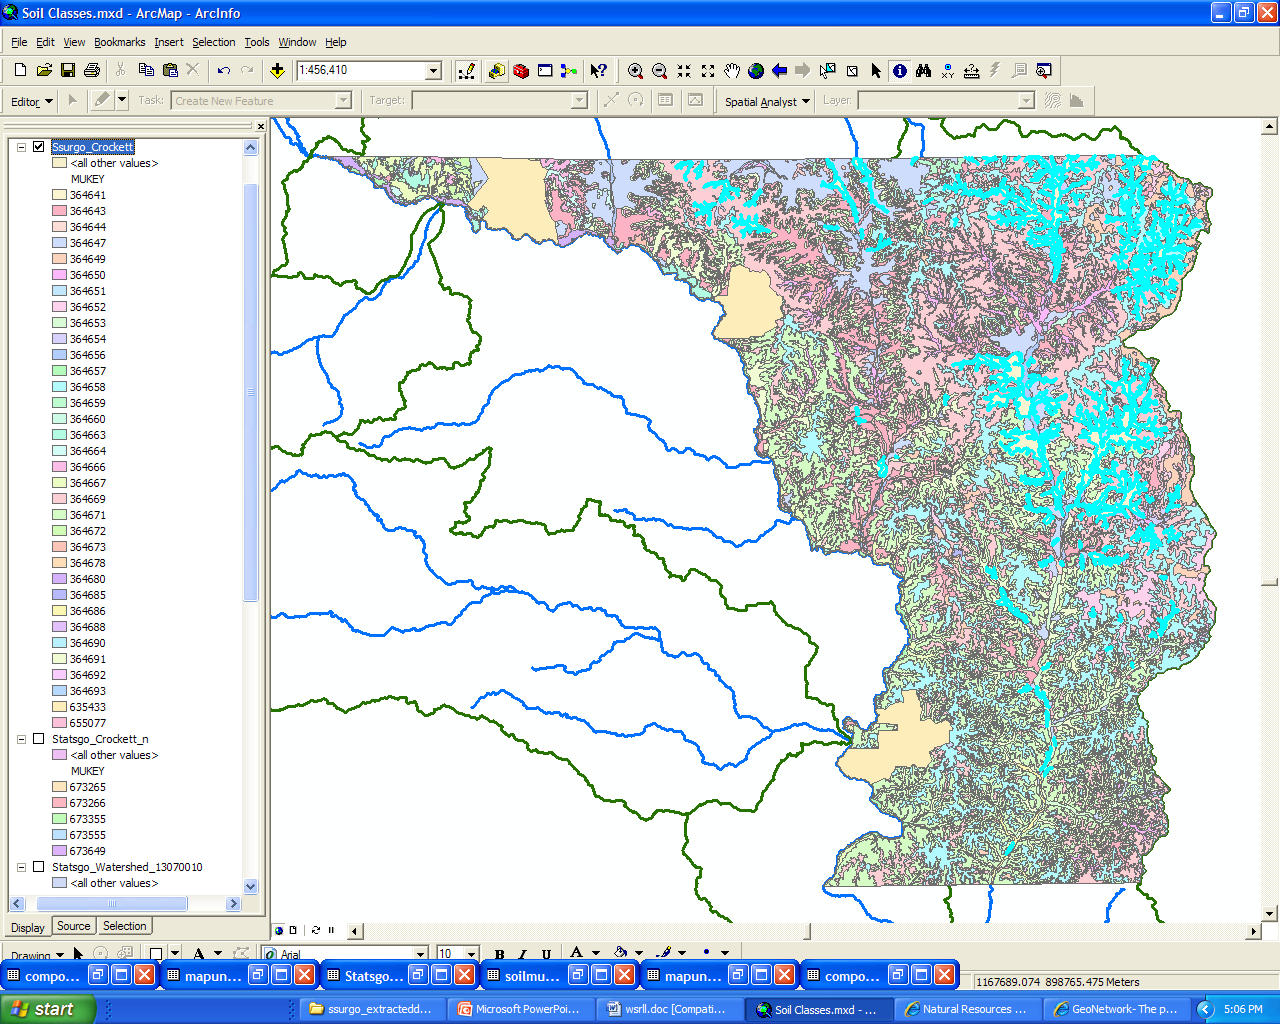 Soil Classes.mxd - ArcMap - ArcInfo
File Edit View Bookmarks Insert Selection Tools Window Help
1:456,410
Editor Task: Create New Feature Target: Spatial Analyst Layer:
Ssurgo_Crockett
<all other values>
MUKEY
364641
364643
364644
364647
364649
364650
364651
364652
364653
364654
364656
364657
364658
364659
364660
364663
364664
364666
364667
364669
364671
364672
364673
364678
364680
364685
364686
364688
364690
364691
364692
364693
635433
655077
Statsgo_Crockett_n
<all other values>
MUKEY
673265
673266
673355
673555
673649
Statsgo_Watershed_13070010
<all other values>
Display Source Selection
Drawing A Arial 10 B I U A
compo... mapun... Statsgo... soilmu... mapun... compo...
1167689.074 898765.475 Meters
start ssurgo_extractedd... Microsoft PowerPoi... wsrll.doc [Compati... Soil Classes.mxd - ... Natural Resources ... GeoNetwork- The p... 5:06 PM